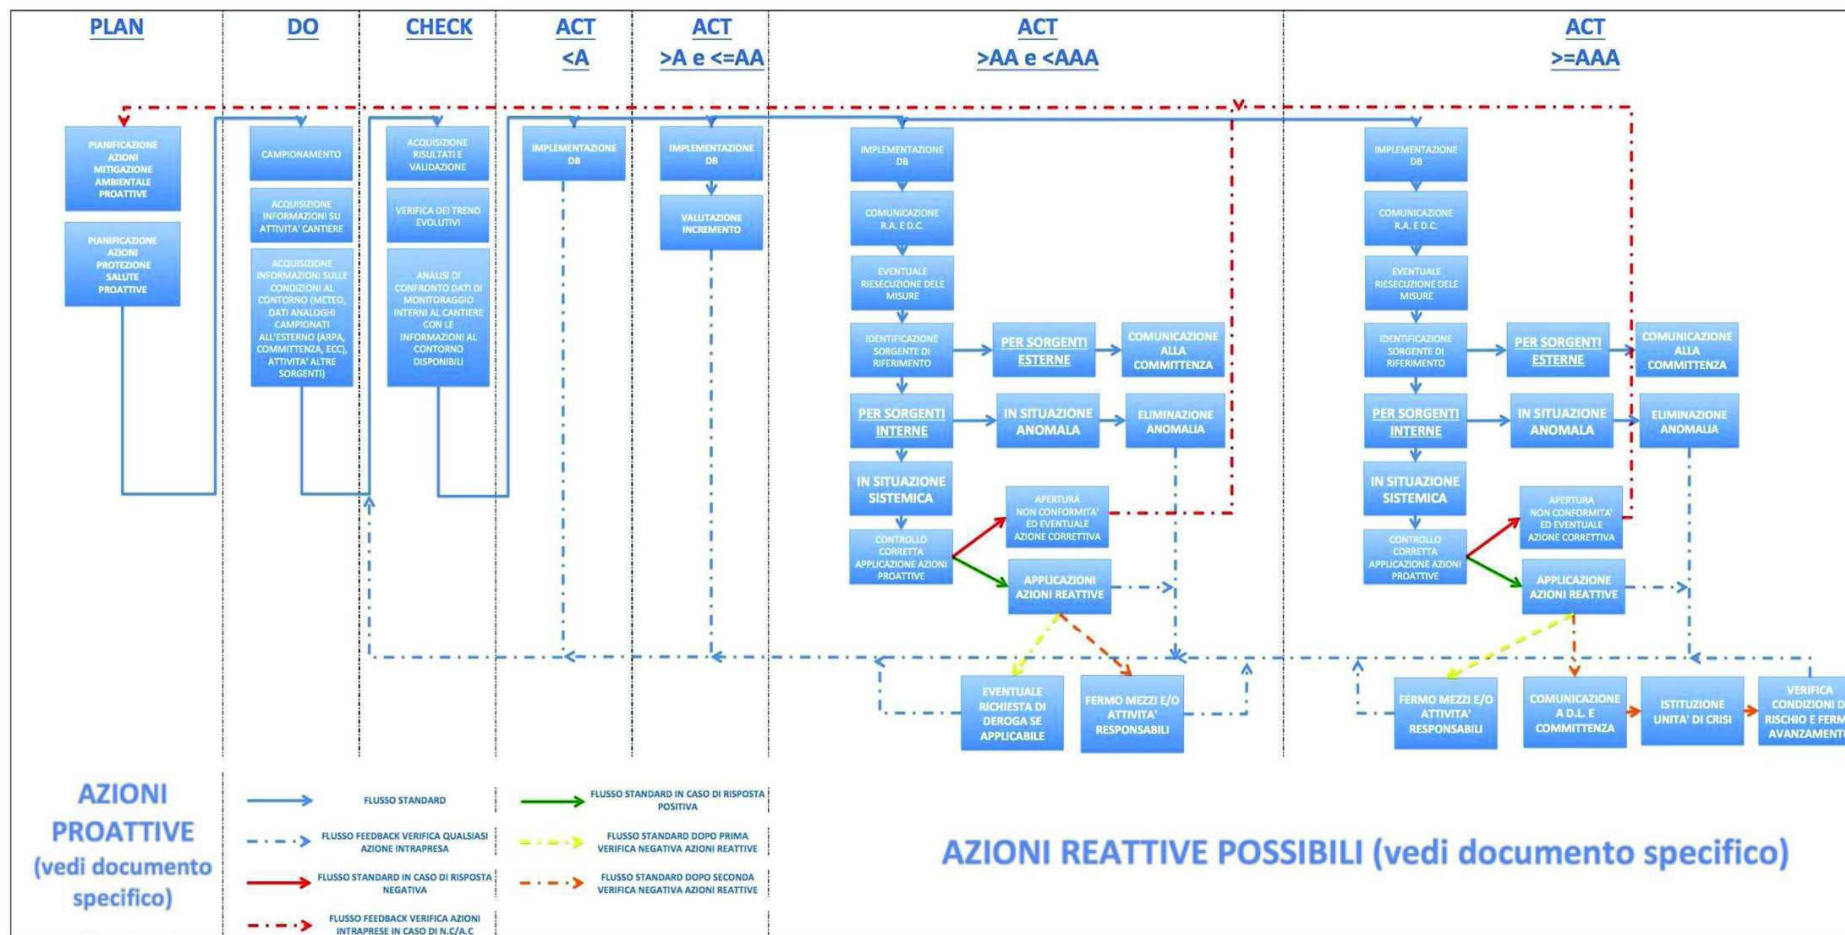 PLAN
DO
CHECK
ACT
<A
ACT
>A e <=AA
ACT
>AA e <AAA
ACT
>=AAA
PIANIFICAZIONE
AZIONI
MITIGAZIONE
AMBIENTALE
PROATTIVE
PIANIFICAZIONE
AZIONI
PROTEZIONE
SALUTE
PROATTIVE
CAMPIONAMENTO
ACQUISIZIONE
INFORMAZIONI SU
ATTIVITA' CANTIERE
ACQUISIZIONE
INFORMAZIONI SULLE
CONDIZIONI AL
CONTORNO (METEO,
DATI ANALOGHI
CAMPIONATI
ALL'ESTERNO (ARPA,
COMMITTENZA, ECC),
ATTIVITA' ALTRE
SORGENTI)
ACQUISIZIONE
RISULTATI E
VALIDAZIONE
VERIFICA DEI TREND
EVOLUTIVI
ANALISI DI
CONFRONTO DATI DI
MONITORAGGIO
INTERNI AL CANTIERE
CON LE
INFORMAZIONI AL
CONTORNO
DISPONIBILI
IMPLEMENTAZIONE
DB
IMPLEMENTAZIONE
DB
VALUTAZIONE
INCREMENTO
IMPLEMENTAZIONE
DB
COMUNICAZIONE
R.A. E D.C.
EVENTUALE
RIESECUZIONE DELE
MISURE
IDENTIFICAZIONE
SORGENTE DI
RIFERIMENTO
PER SORGENTI
ESTERNE
COMUNICAZIONE
ALLA
COMMITTENZA
PER SORGENTI
INTERNE
IN SITUAZIONE
ANOMALA
ELIMINAZIONE
ANOMALIA
IN SITUAZIONE
SISTEMICA
CONTROLLO
CORRETTA
APPLICAZIONE AZIONI
PROATTIVE
APERTURA
NON CONFORMITA'
ED EVENTUALE
AZIONE CORRETTIVA
APPLICAZIONI
AZIONI REATTIVE
EVENTUALE
RICHIESTA DI
DEROGA SE
APPLICABILE
FERMO MEZZI E/O
ATTIVITA'
RESPONSABILI
IMPLEMENTAZIONE
DB
COMUNICAZIONE
R.A. E D.C.
EVENTUALE
RIESECUZIONE DELE
MISURE
IDENTIFICAZIONE
SORGENTE DI
RIFERIMENTO
PER SORGENTI
ESTERNE
COMUNICAZIONE
ALLA
COMMITTENZA
PER SORGENTI
INTERNE
IN SITUAZIONE
ANOMALA
ELIMINAZIONE
ANOMALIA
IN SITUAZIONE
SISTEMICA
CONTROLLO
CORRETTA
APPLICAZIONE AZIONI
PROATTIVE
APERTURA
NON CONFORMITA'
ED EVENTUALE
AZIONE CORRETTIVA
APPLICAZIONE
AZIONI REATTIVE
FERMO MEZZI E/O
ATTIVITA'
RESPONSABILI
COMUNICAZIONE
A D.L. E
COMMITTENZA
ISTITUZIONE
UNITA' DI CRISI
VERIFICA
CONDIZIONI DI
RISCHIO E FERM
AVANZAMENTO
AZIONI
PROATTIVE
(vedi documento
specifico)
FLUSSO STANDARD
FLUSSO FEEDBACK VERIFICA QUALSIASI
AZIONE INTRAPRESA
FLUSSO STANDARD IN CASO DI RISPOSTA
NEGATIVA
FLUSSO FEEDBACK VERIFICA AZIONI
INTRAPRESE IN CASO DI N.C/A.C
FLUSSO STANDARD IN CASO DI RISPOSTA
POSITIVA
FLUSSO STANDARD DOPO PRIMA
VERIFICA NEGATIVA AZIONI REATTIVE
FLUSSO STANDARD DOPO SECONDA
VERIFICA NEGATIVA AZIONI REATTIVE
AZIONI REATTIVE POSSIBILI (vedi documento specifico)